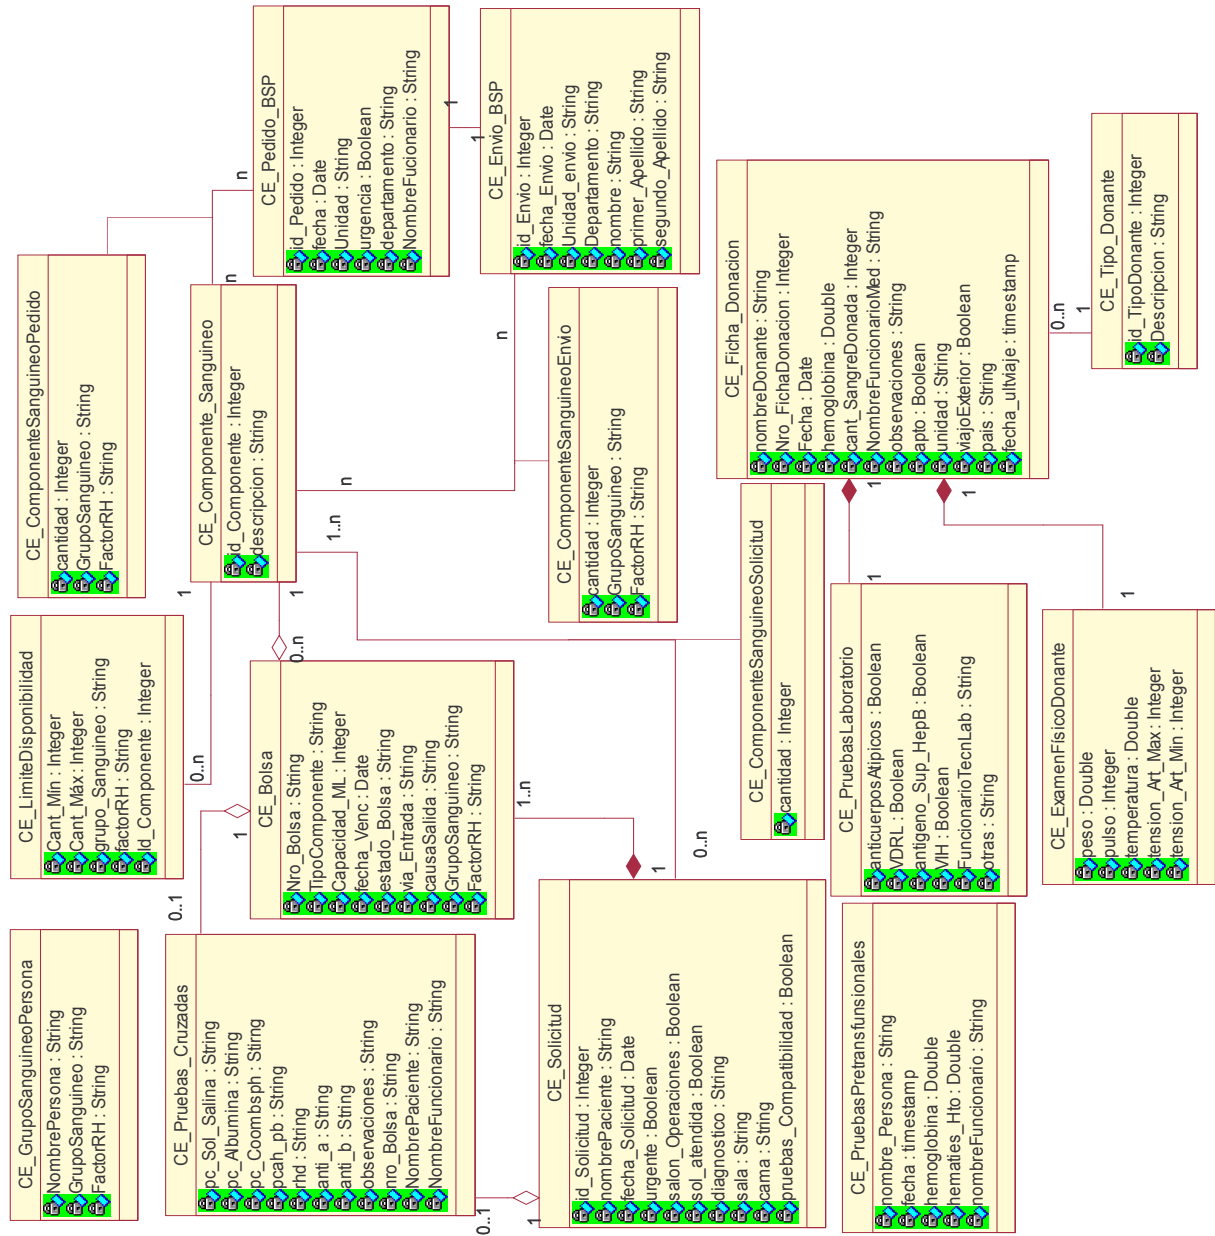 CE_GrupoSanguineoPersona
NombrePersona : String
GrupoSanguineo : String
FactorRH : String
CE_LimiteDisponibilidad
Cant_Min : Integer
Cant_Máx : Integer
grupo_Sanguineo : String
factorRH : String
id_Componente : Integer
CE_ComponenteSanguineoPedido
cantidad : Integer
GrupoSanguineo : String
FactorRH : String
0..1
1
0..n
1
n
n
CE_Pruebas_Cruzadas
pc_Sol_Salina : String
pc_Albumina : String
pc_Coombsph : Stirng
pcah_pb : String
rhd : String
anti_a : String
anti_b : String
observaciones : String
nro_Bolsa : String
NombrePaciente : String
NombreFuncionario : String
CE_Bolsa
Nro_Bolsa : String
TipoComponente : String
Capacidad_ML : Integer
fecha_Venc : Date
estado_Bolsa : String
via_Entrada : String
causaSalida : String
GrupoSanguineo : String
FactorRH : String
0..n
1
CE_Componente_Sanguineo
id_Componente : Integer
descripcion : String
CE_Pedido_BSP
id_Pedido : Integer
fecha : Date
Unidad : String
urgencia : Boolean
departamento : String
NombreFucionario : String
1..n
n
1
1
0..1
1
1..n
1
0..n
n
CE_Solicitud
id_Solicitud : Integer
nombrePaciente : String
fecha_Solicitud : Date
urgente : Boolean
salon_Operaciones : Boolean
sol_atendida : Boolean
diagnostico : String
sala : String
cama : String
pruebas_Compatibilidad : Boolean
CE_ComponenteSanguineoEnvio
cantidad : Integer
GrupoSanguineo : String
FactorRH : String
CE_Envio_BSP
id_Envio : Integer
fecha_Envio : Date
Unidad_envio : String
Departamento : String
nombre : String
primer_Apellido : String
segundo_Apellido : String
CE_ComponenteSanguineoSolicitud
cantidad : Integer
CE_PruebasPretransfunsionales
nombre_Persona : String
fecha : timestamp
hemoglobina : Double
hematies_Hto : Double
nombreFuncionario : String
CE_PruebasLaboratorio
anticuerposAtipicos : Boolean
VDRL : Boolean
antigeno_Sup_HepB : Boolean
VIH : Boolean
FuncionarioTecnLab : String
otras : String
1
1
CE_Ficha_Donacion
nombreDonante : String
Nro_FichaDonacion : Integer
Fecha : Date
hemoglobina : Double
cant_SangreDonada : Integer
NombreFuncionarioMed : String
observaciones : String
apto : Boolean
unidad : String
viajoExterior : Boolean
pais : String
fecha_ultviaje : timestamp
1
1
0..n
1
CE_ExamenFísicoDonante
peso : Double
pulso : Integer
temperatura : Double
tension_Art_Max : Integer
tension_Art_Min : Integer
CE_Tipo_Donante
id_TipoDonante : Integer
Descripcion : String